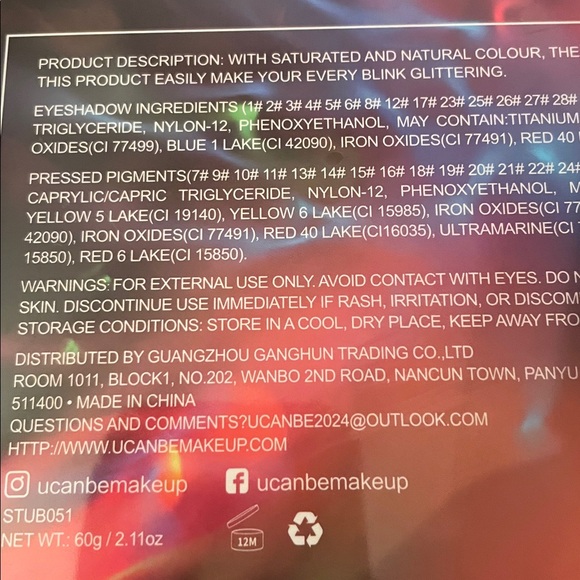 PRODUCT DESCRIPTION: WITH SATURATED AND NATURAL COLOUR, THE
THIS PRODUCT EASILY MAKE YOUR EVERY BLINK GLITTERING.
EYESHADOW INGREDIENTS (1# 2# 3# 4# 5# 6# 8# 12# 17# 23# 25# 26# 27# 28#
TRIGLYCERIDE, NYLON-12, PHENOXYETHANOL, MAY CONTAIN:TITANIUM
OXIDES(CI 77499), BLUE 1 LAKE(CI 42090), IRON OXIDES(CI 77491), RED 40
PRESSED PIGMENTS(7# 9# 10# 11# 13# 14# 15# 16# 18# 19# 20# 21# 22# 24#
CAPRYLIC/CAPRIC TRIGLYCERIDE, NYLON-12, PHENOXYETHANOL,
YELLOW 5 LAKE(CI 19140), YELLOW 6 LAKE(CI 15985), IRON OXIDES(CI 77
42090), IRON OXIDES(CI 77491), RED 40 LAKE(CI16035), ULTRAMARINE(CI
15850), RED 6 LAKE(CI 15850).
WARNINGS: FOR EXTERNAL USE ONLY. AVOID CONTACT WITH EYES. DO
SKIN. DISCONTINUE USE IMMEDIATELY IF RASH, IRRITATION, OR DISCOM
STORAGE CONDITIONS: STORE IN A COOL, DRY PLACE, KEEP AWAY FRO
DISTRIBUTED BY GUANGZHOU GANGHUN TRADING CO.,LTD
ROOM 1011, BLOCK1, NO.202, WANBO 2ND ROAD, NANCUN TOWN, PANYU
511400 • MADE IN CHINA
QUESTIONS AND COMMENTS?UCANBE2024@OUTLOOK.COM
HTTP://WWW.UCANBEMAKEUP.COM
ucanbemakeup ucanbemakeup
STUB051
NET WT.: 60g / 2.11oz
12M